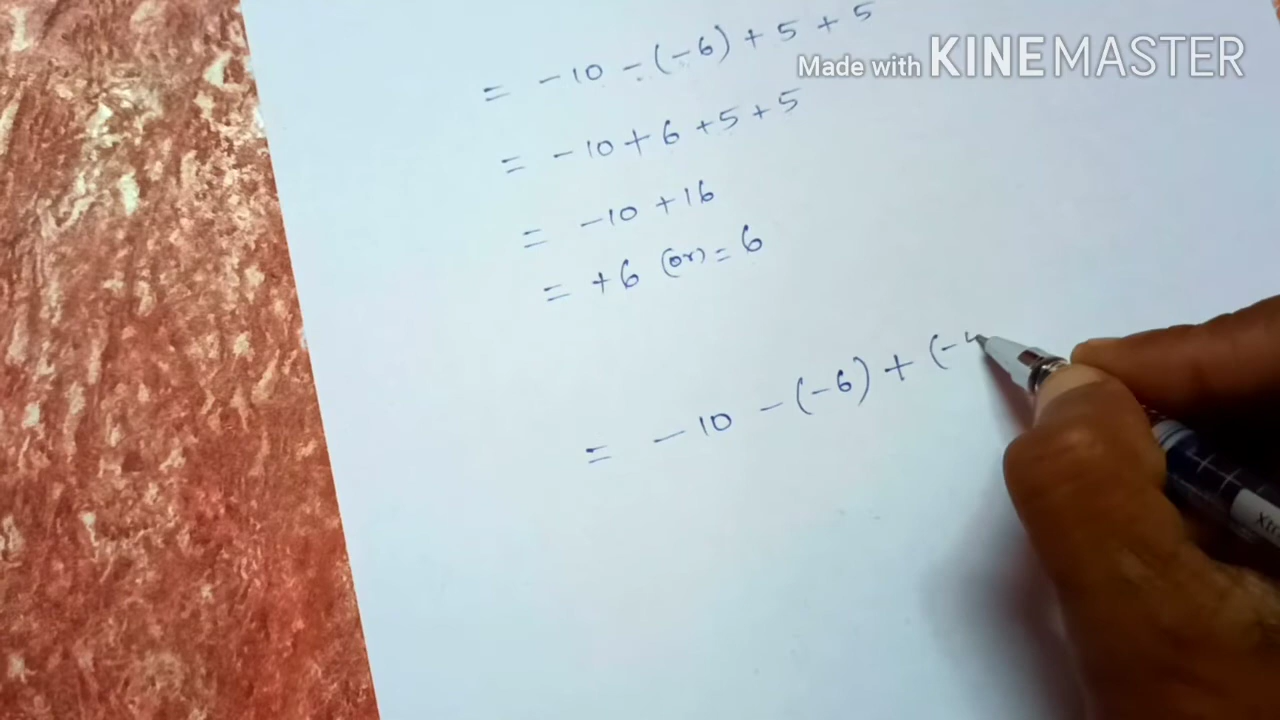 = -10 -(-6) +5 +5
Made with KINEMASTER
= -10+6 +5+5
= -10 +16
= +6 (or) = 6
= -10 -(-6) + (-